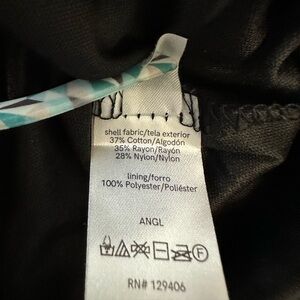 shell fabric/tela exterior
37% Cotton/Algodón
35% Rayon/Rayón
28% Nylon/Nylon
lining/forro
100% Polyester/Poliéster
ANGL
RN# 129406